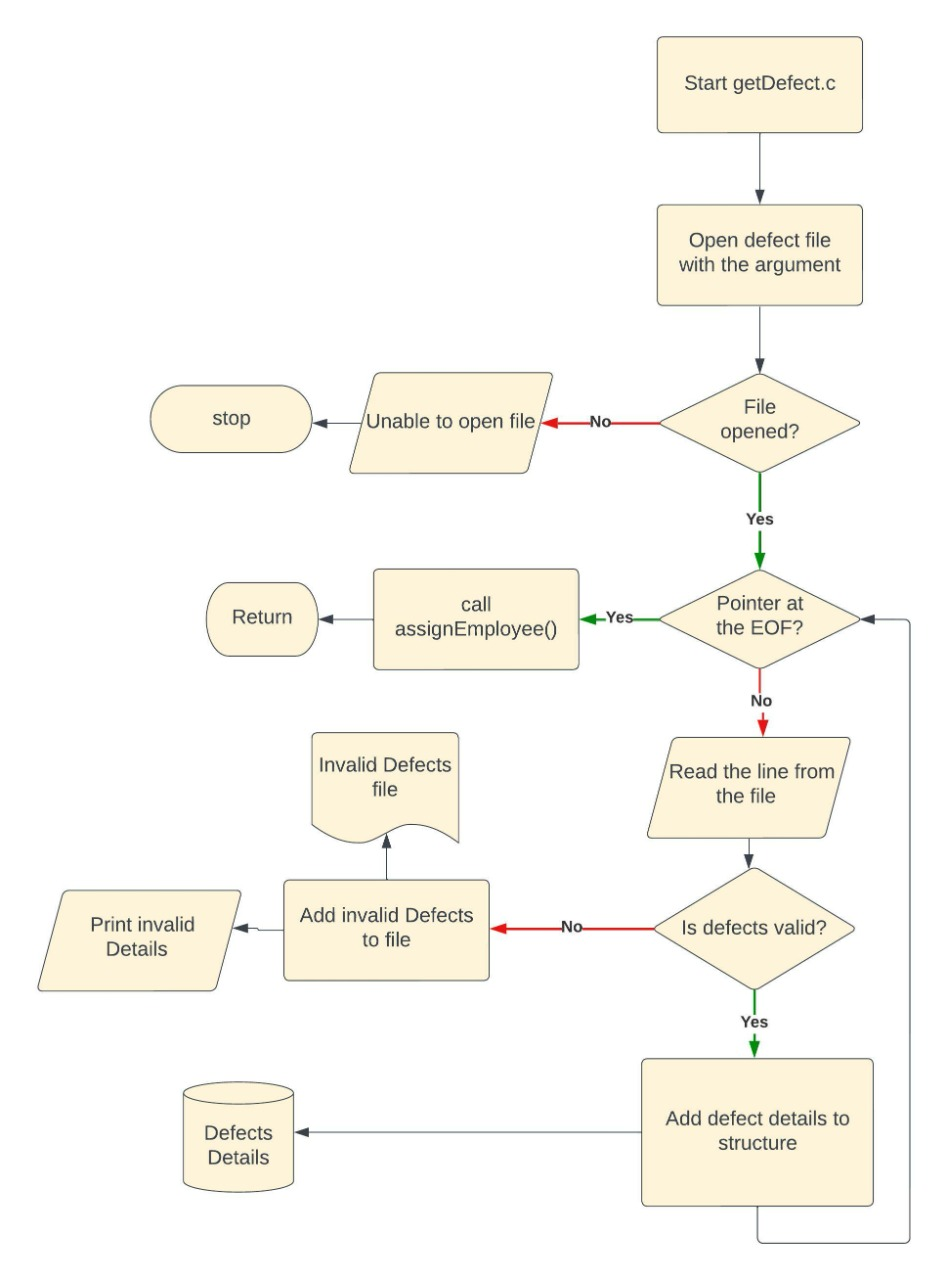 Start getDefect.c
Open defect file
with the argument
File
opened?
No
Unable to open file
stop
Yes
Pointer at
the EOF?
Yes
call
assignEmployee()
Return
No
Read the line from
the file
Is defects valid?
No
Add invalid Defects
to file
Invalid Defects
file
Print invalid
Details
Yes
Add defect details to
structure
Defects
Details